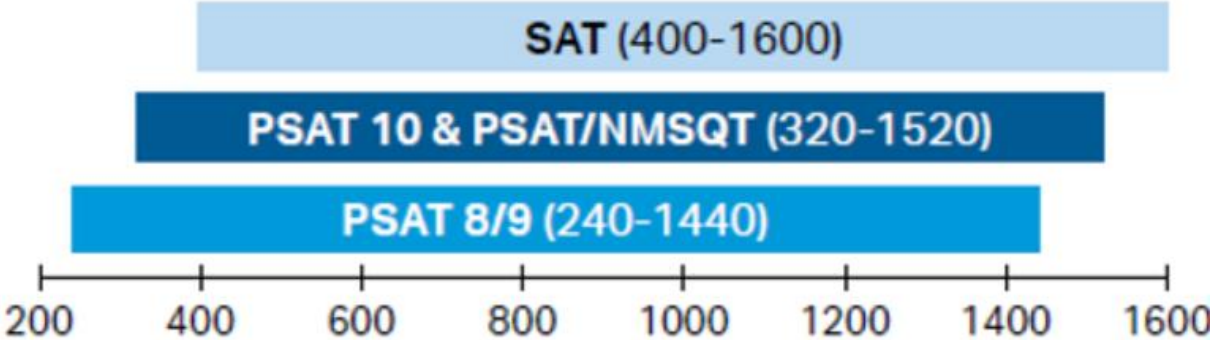 SAT (400-1600)
PSAT 10 & PSAT/NMSQT (320-1520)
PSAT 8/9 (240-1440)
200 400 600 800 1000 1200 1400 1600